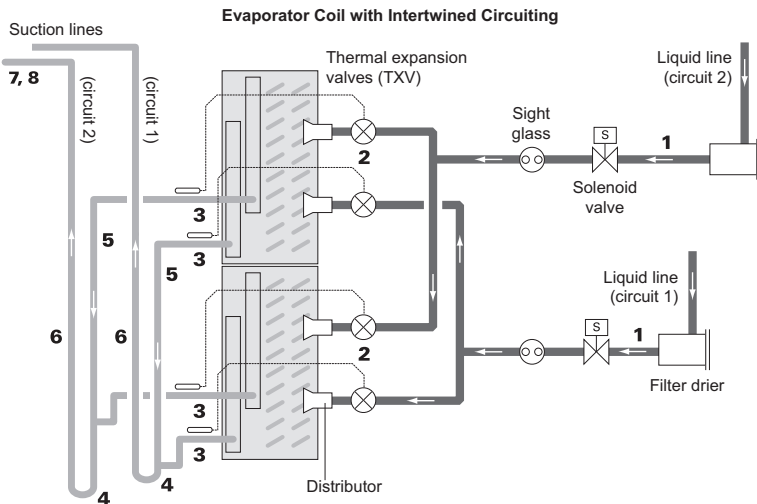 Evaporator Coil with Intertwined Circuiting
Suction lines
7, 8
(circuit 2)
(circuit 1)
Thermal expansion
valves (TXV)
Liquid line
(circuit 2)
Sight
glass
S
1
Solenoid
valve
2
3
3
5
5
6
6
Liquid line
(circuit 1)
S
1
2
Filter drier
3
3
4
4
Distributor